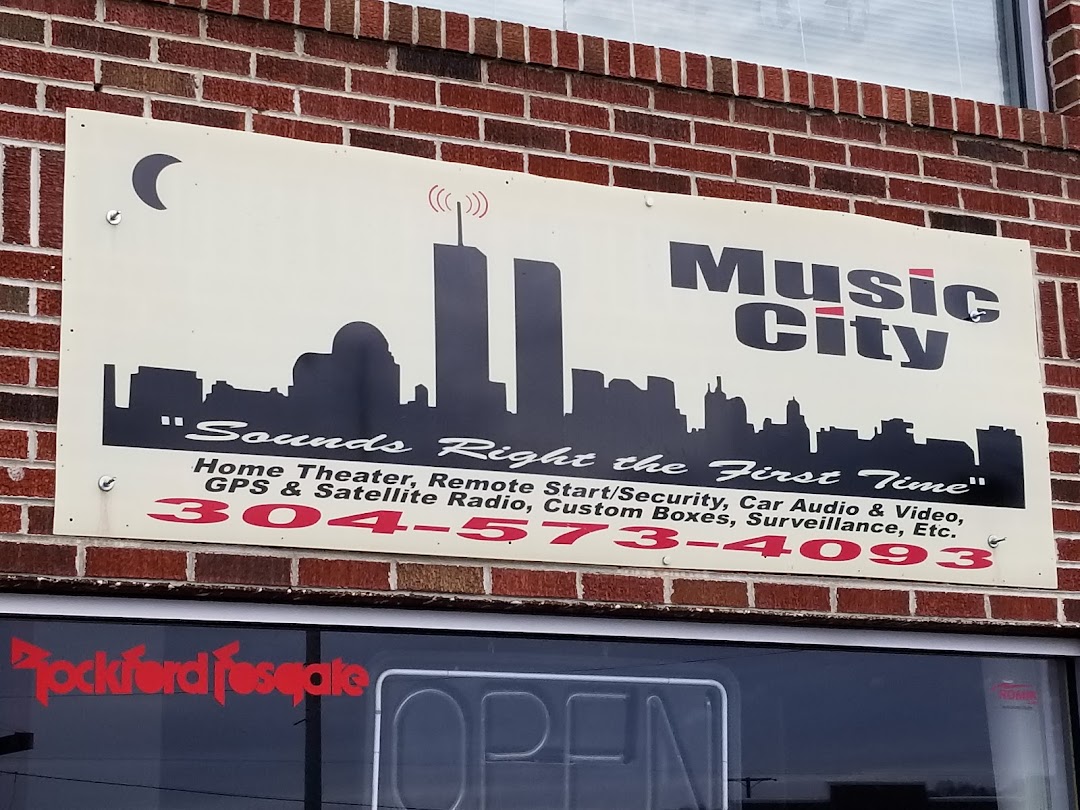 Music
City
"Sounds Right the First Time"
Home Theater, Remote Start/Security, Car Audio & Video,
GPS & Satellite Radio, Custom Boxes, Surveillance, Etc.
304-573-4093
Rockford Fosgate
OPEN